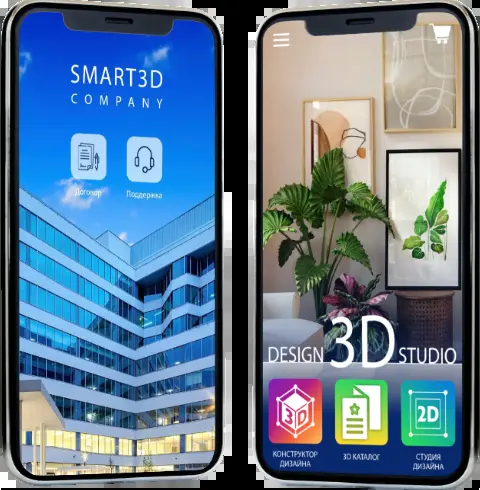 SMART3D
COMPANY
Договор
Поддержка
DESIGN 3D STUDIO
3D
2D
КОНСТРУКТОР
ДИЗАЙНА
3D КАТАЛОГ
СТУДИЯ
ДИЗАЙНА